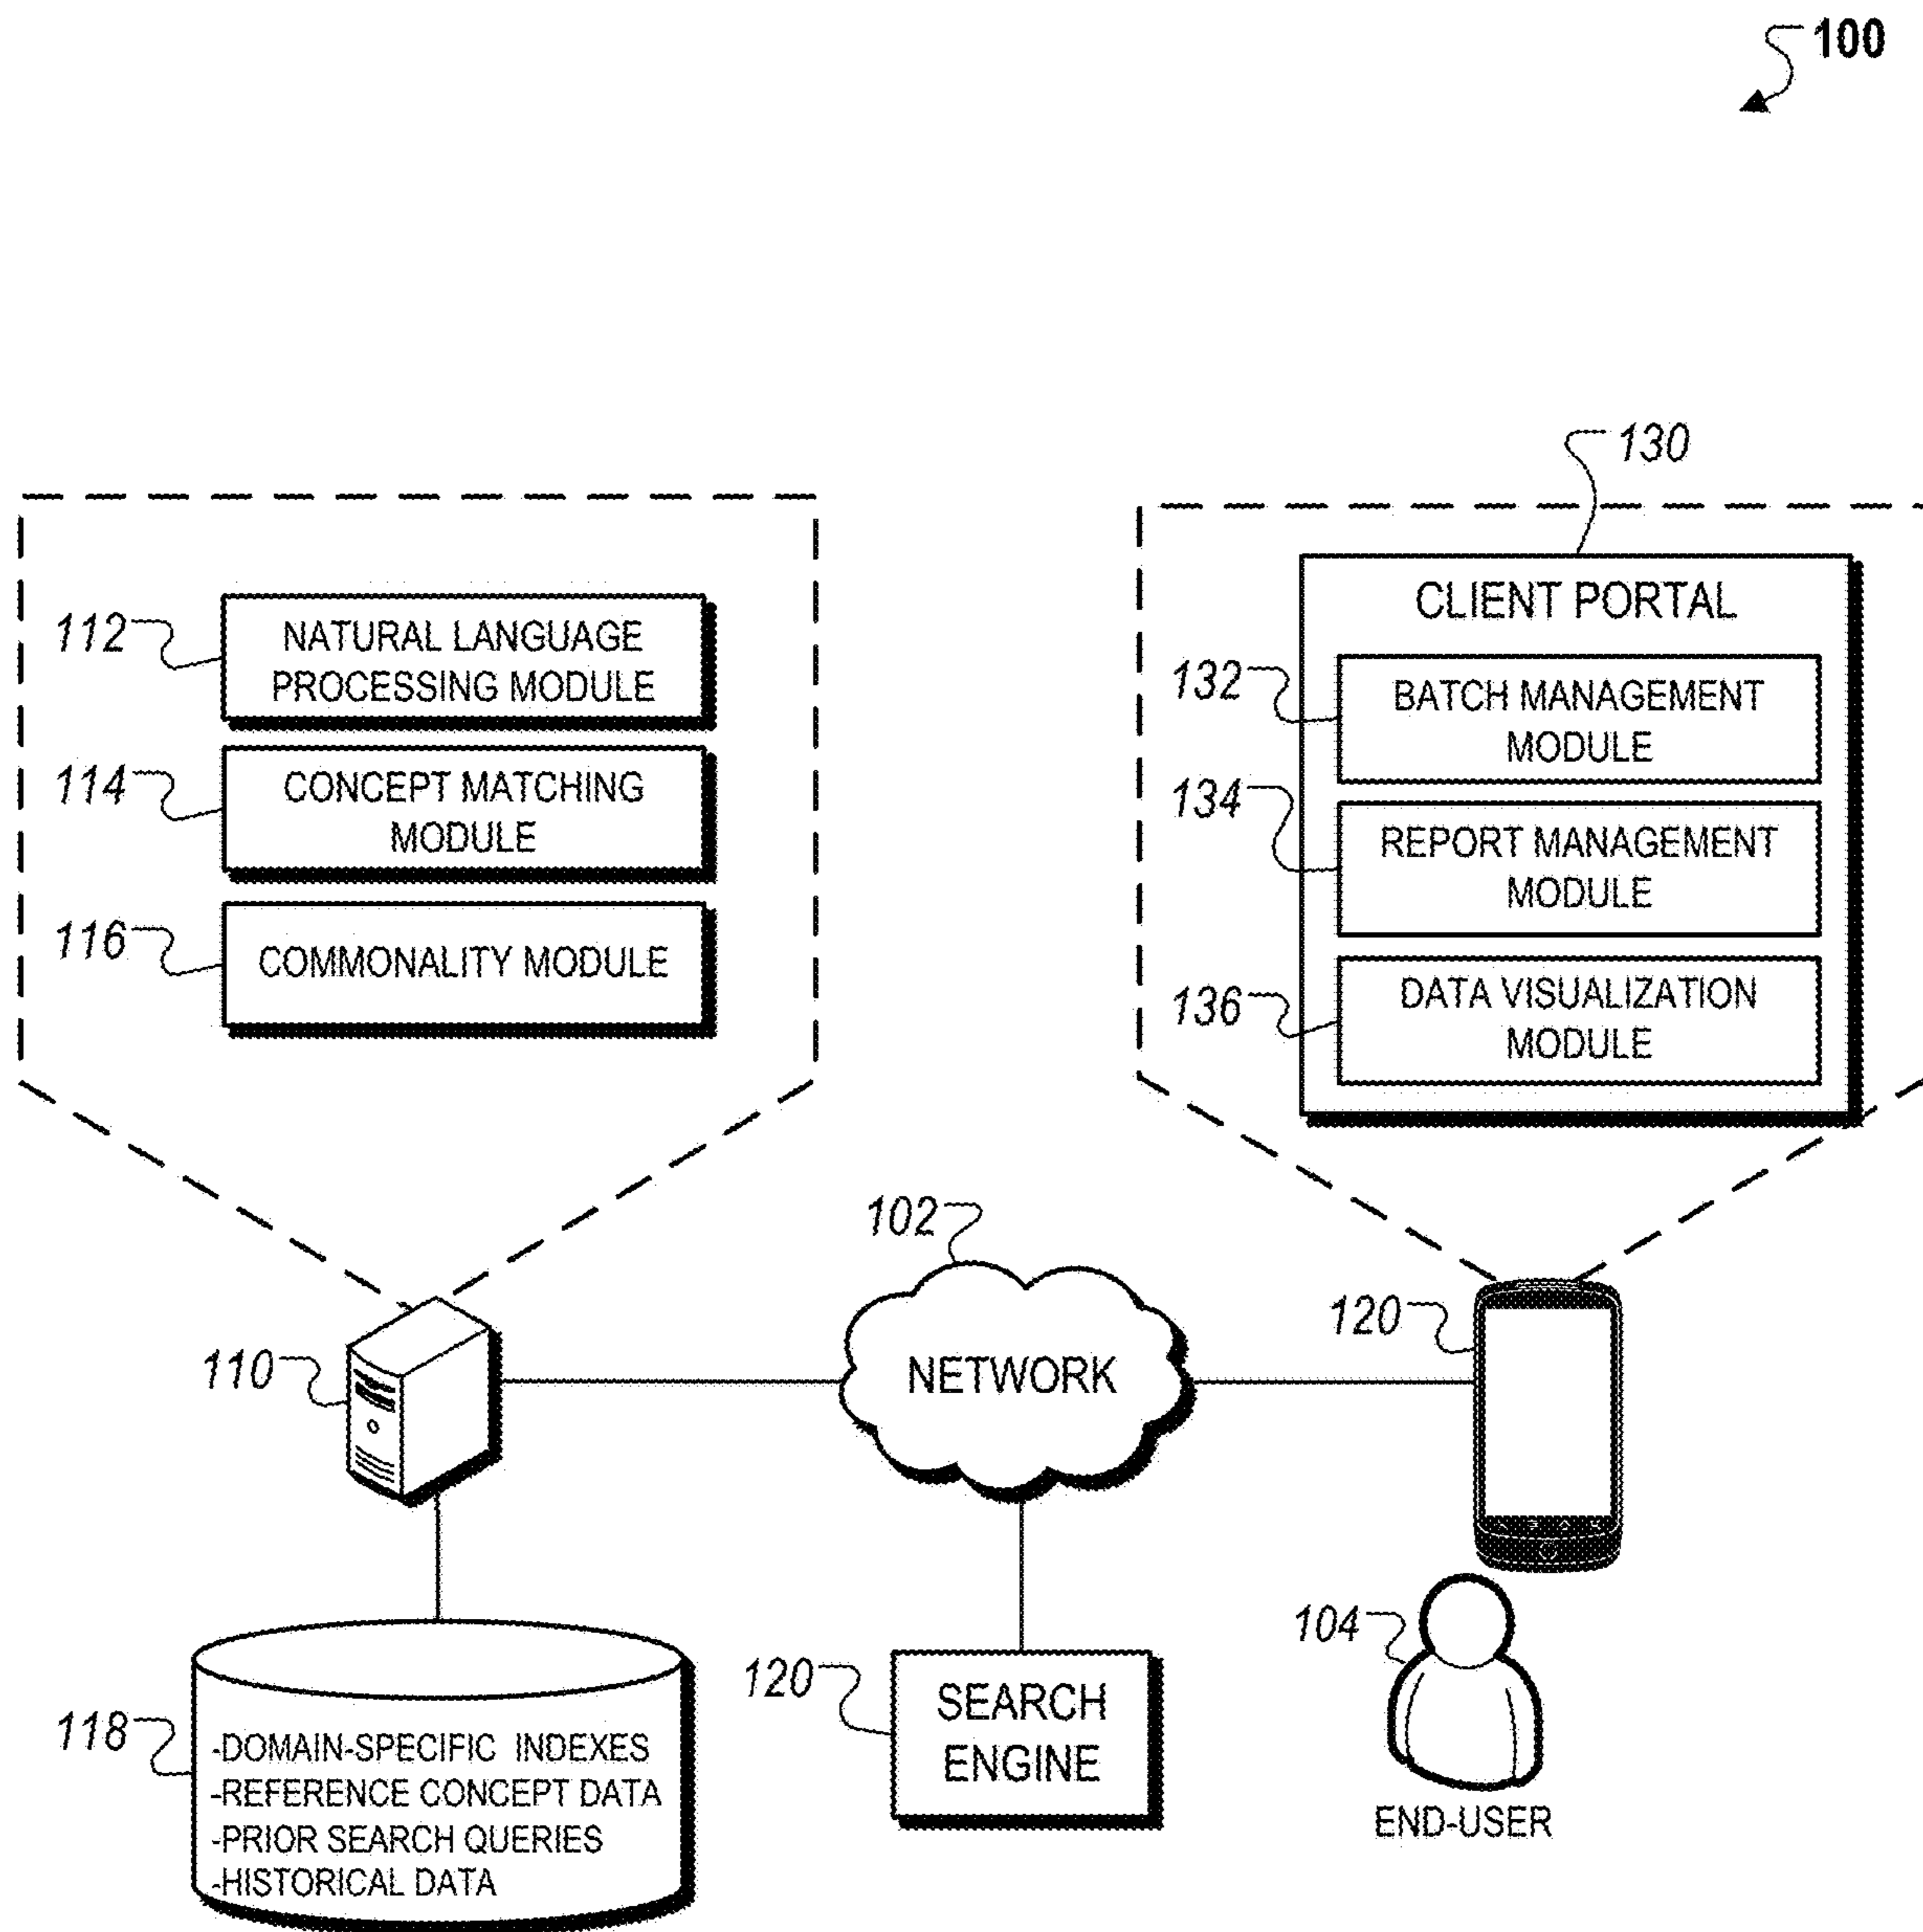 100
130
CLIENT PORTAL
112
NATURAL LANGUAGE
PROCESSING MODULE
114
CONCEPT MATCHING
MODULE
116
COMMONALITY MODULE
132
BATCH MANAGEMENT
MODULE
134
REPORT MANAGEMENT
MODULE
136
DATA VISUALIZATION
MODULE
102
NETWORK
110
120
118
-DOMAIN-SPECIFIC INDEXES
-REFERENCE CONCEPT DATA
-PRIOR SEARCH QUERIES
-HISTORICAL DATA
120
SEARCH
ENGINE
104
END-USER